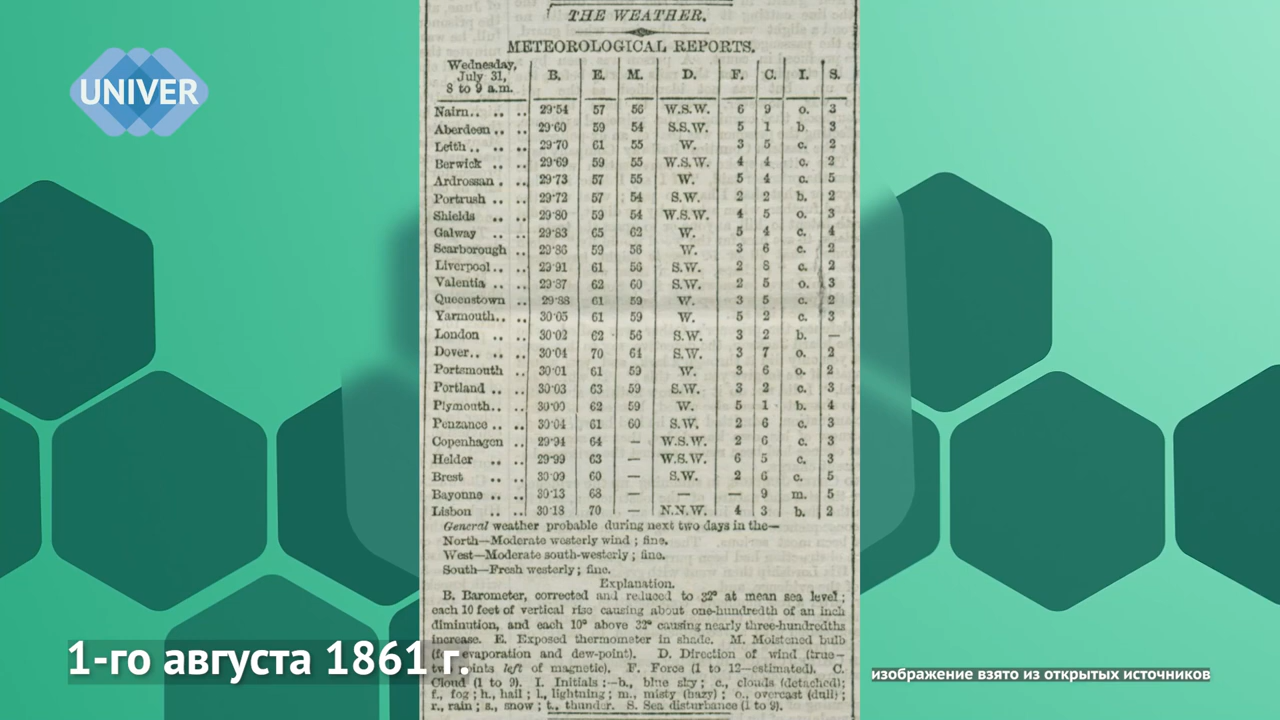 THE WEATHER.
METEOROLOGICAL REPORTS.
Wednesday, July 31, 8 to 9 a.m. B. E. M. D. F. C. I. S.
Nairn.. .. .. 29·54 57 56 W.S.W. 6 9 o. 3
Aberdeen .. .. 29·60 59 54 S.S.W. 5 1 b. 3
Leith .. .. .. 29·70 61 55 W. 3 5 c. 2
Berwick .. .. 29·69 59 55 W.S.W. 4 4 c. 2
Ardrossan . .. 29·73 57 55 W. 5 4 c. 5
Portrush .. .. 29·72 57 54 S.W. 2 2 b. 2
Shields .. .. 29·80 59 54 W.S.W. 4 5 o. 3
Galway .. .. 29·83 65 62 W. 5 4 c. 4
Scarborough .. 29·86 59 56 W. 3 6 c. 2
Liverpool .. .. 29·91 61 56 S.W. 2 8 c. 2
Valentia .. .. 29·87 62 60 S.W. 2 5 o. 3
Queenstown .. 29·88 61 59 W. 3 5 c. 2
Yarmouth.. .. 30·05 61 59 W. 5 2 c. 3
London .. .. 30·02 62 56 S.W. 3 2 b. —
Dover.. .. .. 30·04 70 61 S.W. 3 7 o. 2
Portsmouth .. 30·01 61 59 W. 3 6 o. 2
Portland .. .. 30·03 63 59 S.W. 3 2 c. 3
Plymouth.. .. 30·00 62 59 W. 5 1 b. 4
Penzance .. .. 30·04 61 60 S.W. 2 6 c. 3
Copenhagen .. 29·94 64 — W.S.W. 2 6 c. 3
Helder .. .. 29·99 63 — W.S.W. 6 5 c. 3
Brest .. .. 30·09 60 — S.W. 2 6 c. 5
Bayonne .. .. 30·13 68 — — — 9 m. 5
Lisbon .. .. 30·18 70 — N.N.W. 4 3 b. 2
General weather probable during next two days in the—
North—Moderate westerly wind ; fine.
West—Moderate south-westerly ; fine.
South—Fresh westerly ; fine.
Explanation.
B. Barometer, corrected and reduced to 32° at mean sea level ;
each 10 feet of vertical rise causing about one-hundredth of an inch
diminution, and each 10° above 32° causing nearly three-hundredths
increase. E. Exposed thermometer in shade. M. Moistened bulb
(for evaporation and dew-point). D. Direction of wind (true—
two points left of magnetic). F. Force (1 to 12—estimated). C.
Cloud (1 to 9). I. Initials :—b., blue sky ; c., clouds (detached) ;
f., fog ; h., hail ; l., lightning ; m., misty (hazy) ; o., overcast (dull) ;
r., rain ; s., snow ; t., thunder. S. Sea disturbance (1 to 9).
UNIVER
1-го августа 1861 г.
изображение взято из открытых источников